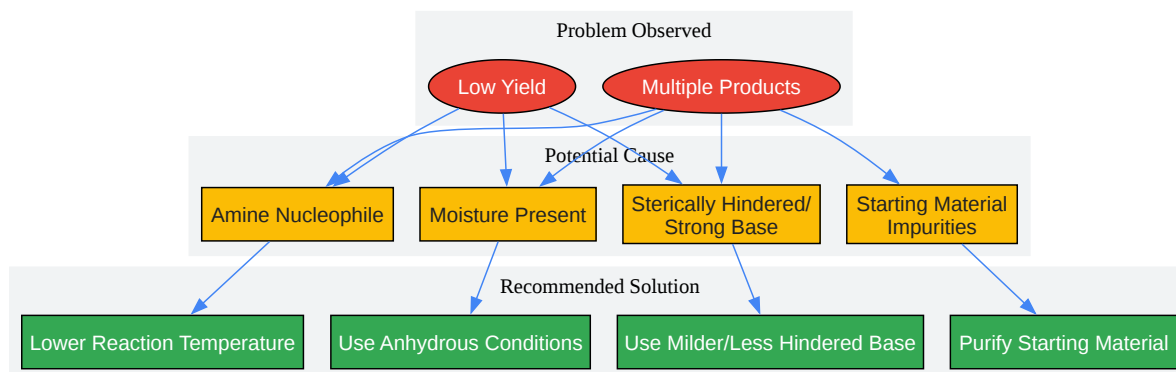 Problem Observed
Low Yield
Multiple Products
Potential Cause
Amine Nucleophile
Moisture Present
Sterically Hindered/
Strong Base
Starting Material
Impurities
Recommended Solution
Lower Reaction Temperature
Use Anhydrous Conditions
Use Milder/Less Hindered Base
Purify Starting Material